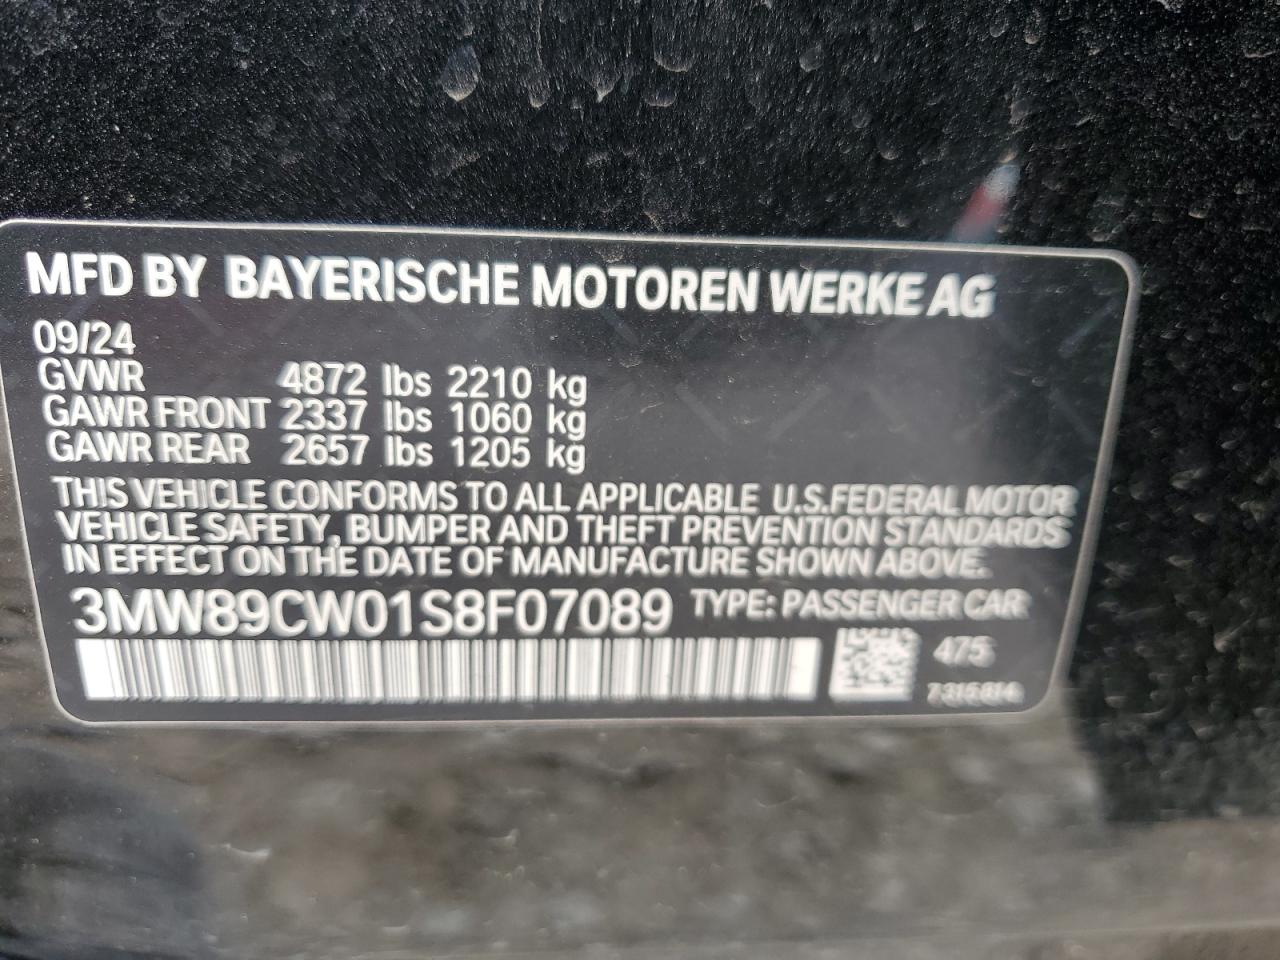 MFD BY BAYERISCHE MOTOREN WERKE AG
09/24
GVWR 4872 lbs 2210 kg
GAWR FRONT 2337 lbs 1060 kg
GAWR REAR 2657 lbs 1205 kg
THIS VEHICLE CONFORMS TO ALL APPLICABLE U.S.FEDERAL MOTOR
VEHICLE SAFETY, BUMPER AND THEFT PREVENTION STANDARDS
IN EFFECT ON THE DATE OF MANUFACTURE SHOWN ABOVE.
3MW89CW01S8F07089 TYPE: PASSENGER CAR
475
7315614